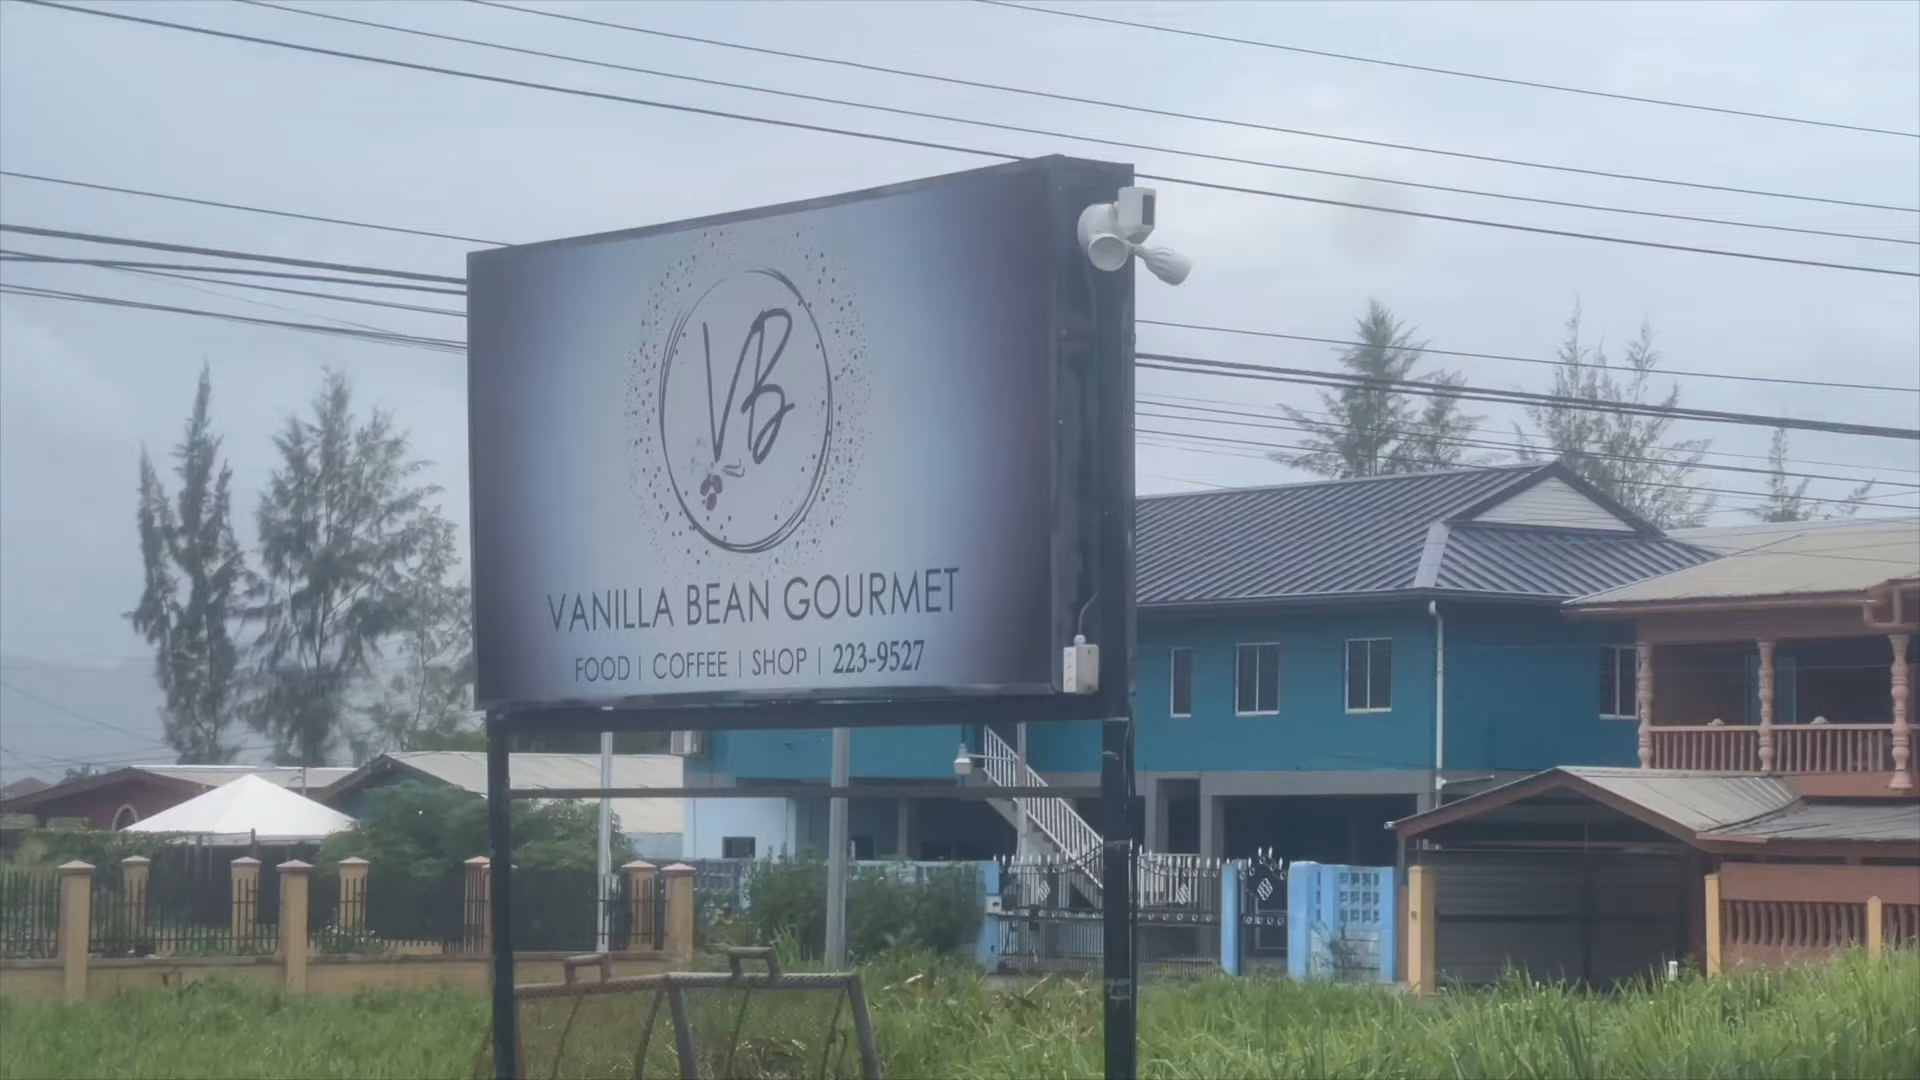 VB
VANILLA BEAN GOURMET
FOOD | COFFEE | SHOP | 223-9527